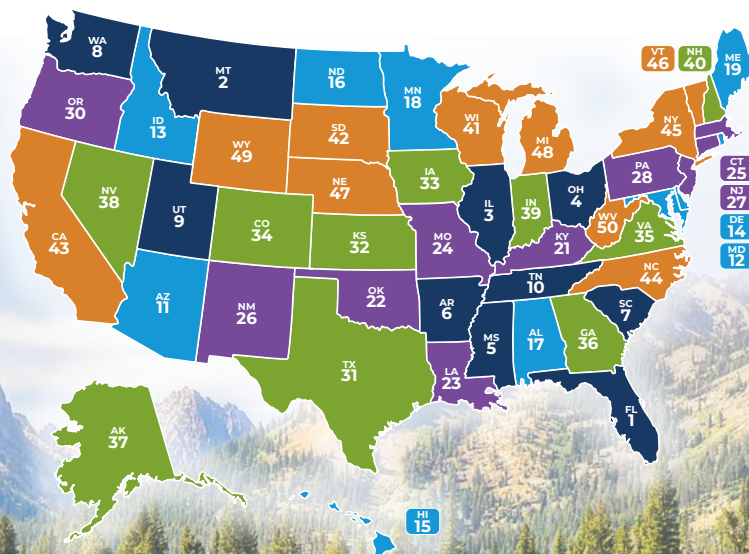 WA
8
MT
2
ND
16
MN
18
VT
46
NH
40
ME
19
OR
30
ID
13
WY
49
SD
42
WI
41
MI
48
NY
45
NV
38
UT
9
CO
34
NE
47
IA
33
IL
3
IN
39
OH
4
PA
28
CT
25
NJ
27
DE
14
MD
12
CA
43
KS
32
MO
24
KY
21
WV
50
VA
35
AZ
11
NM
26
OK
22
AR
6
TN
10
NC
44
SC
7
TX
31
LA
23
MS
5
AL
17
GA
36
FL
1
AK
37
HI
15